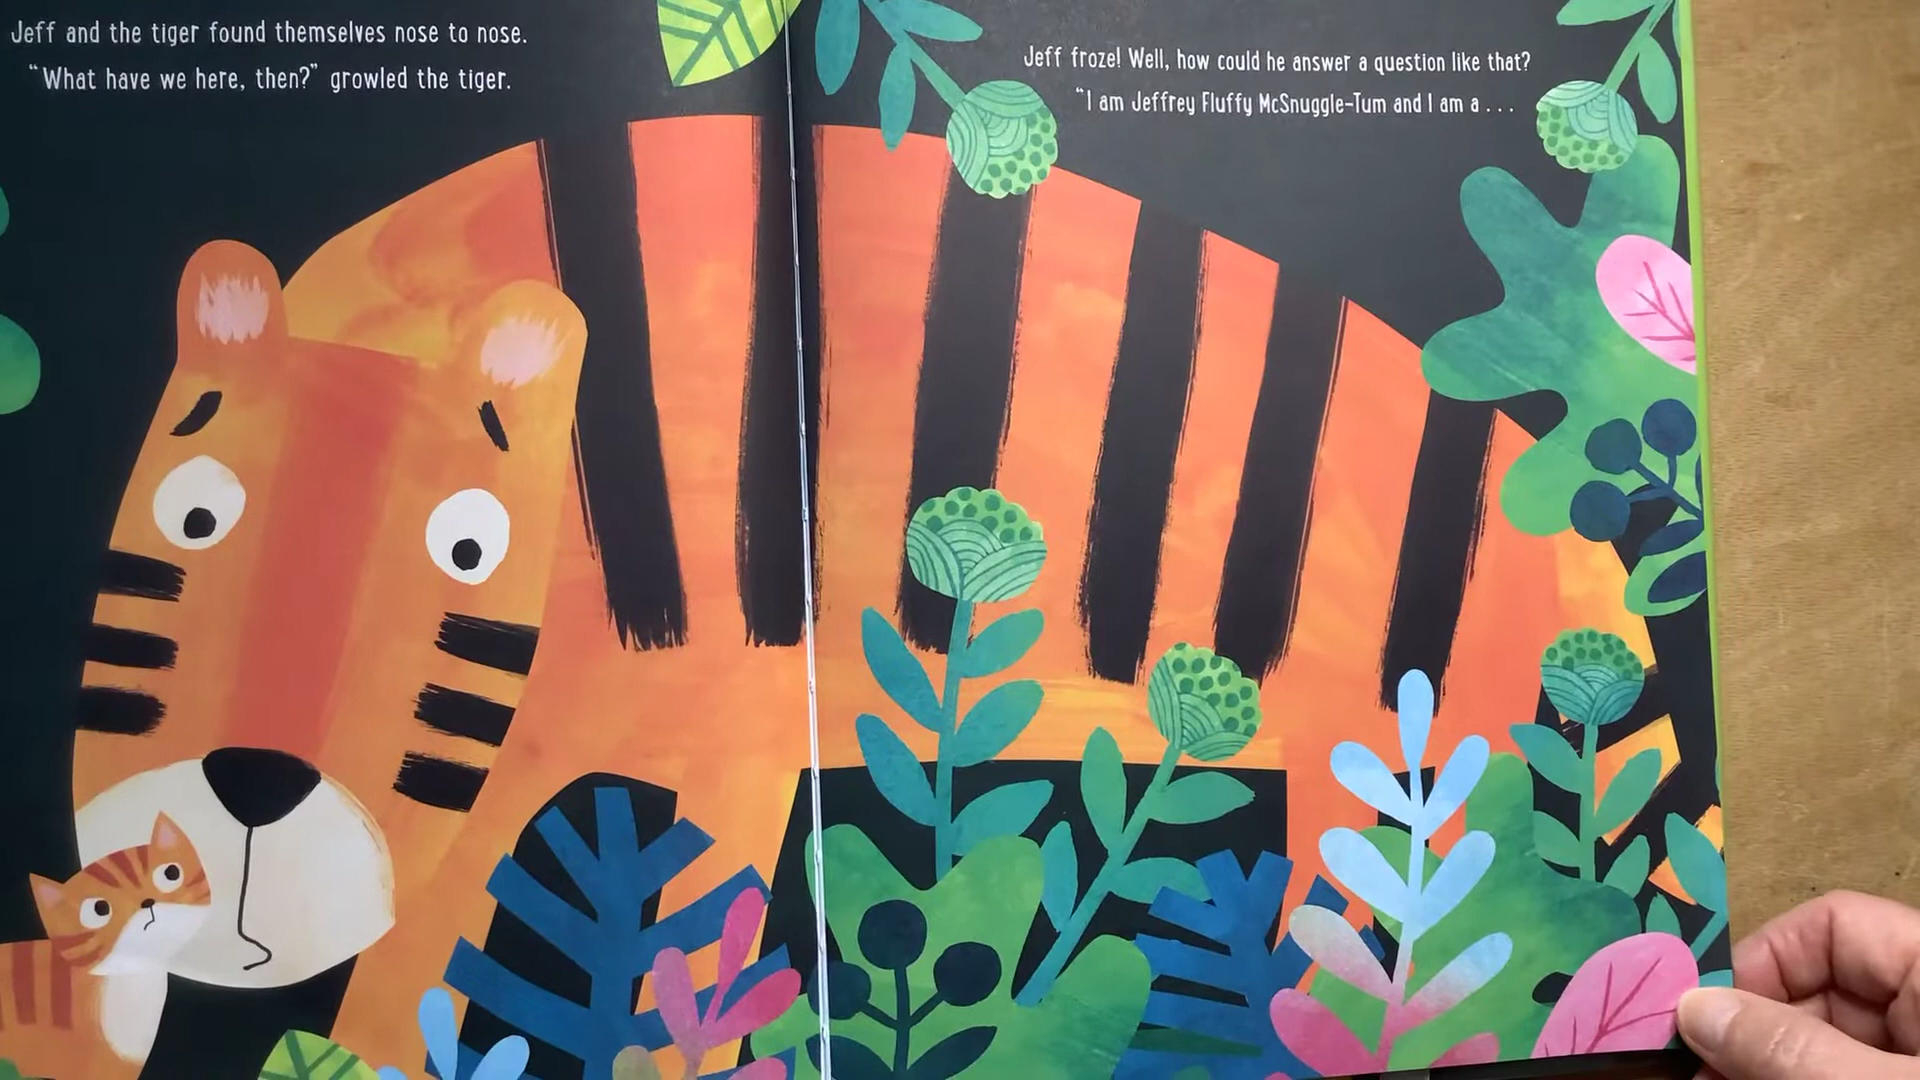 Jeff and the tiger found themselves nose to nose.
“What have we here, then?” growled the tiger.
Jeff froze! Well, how could he answer a question like that?
“I am Jeffrey Fluffy McSnuggle-Tum and I am a . . .